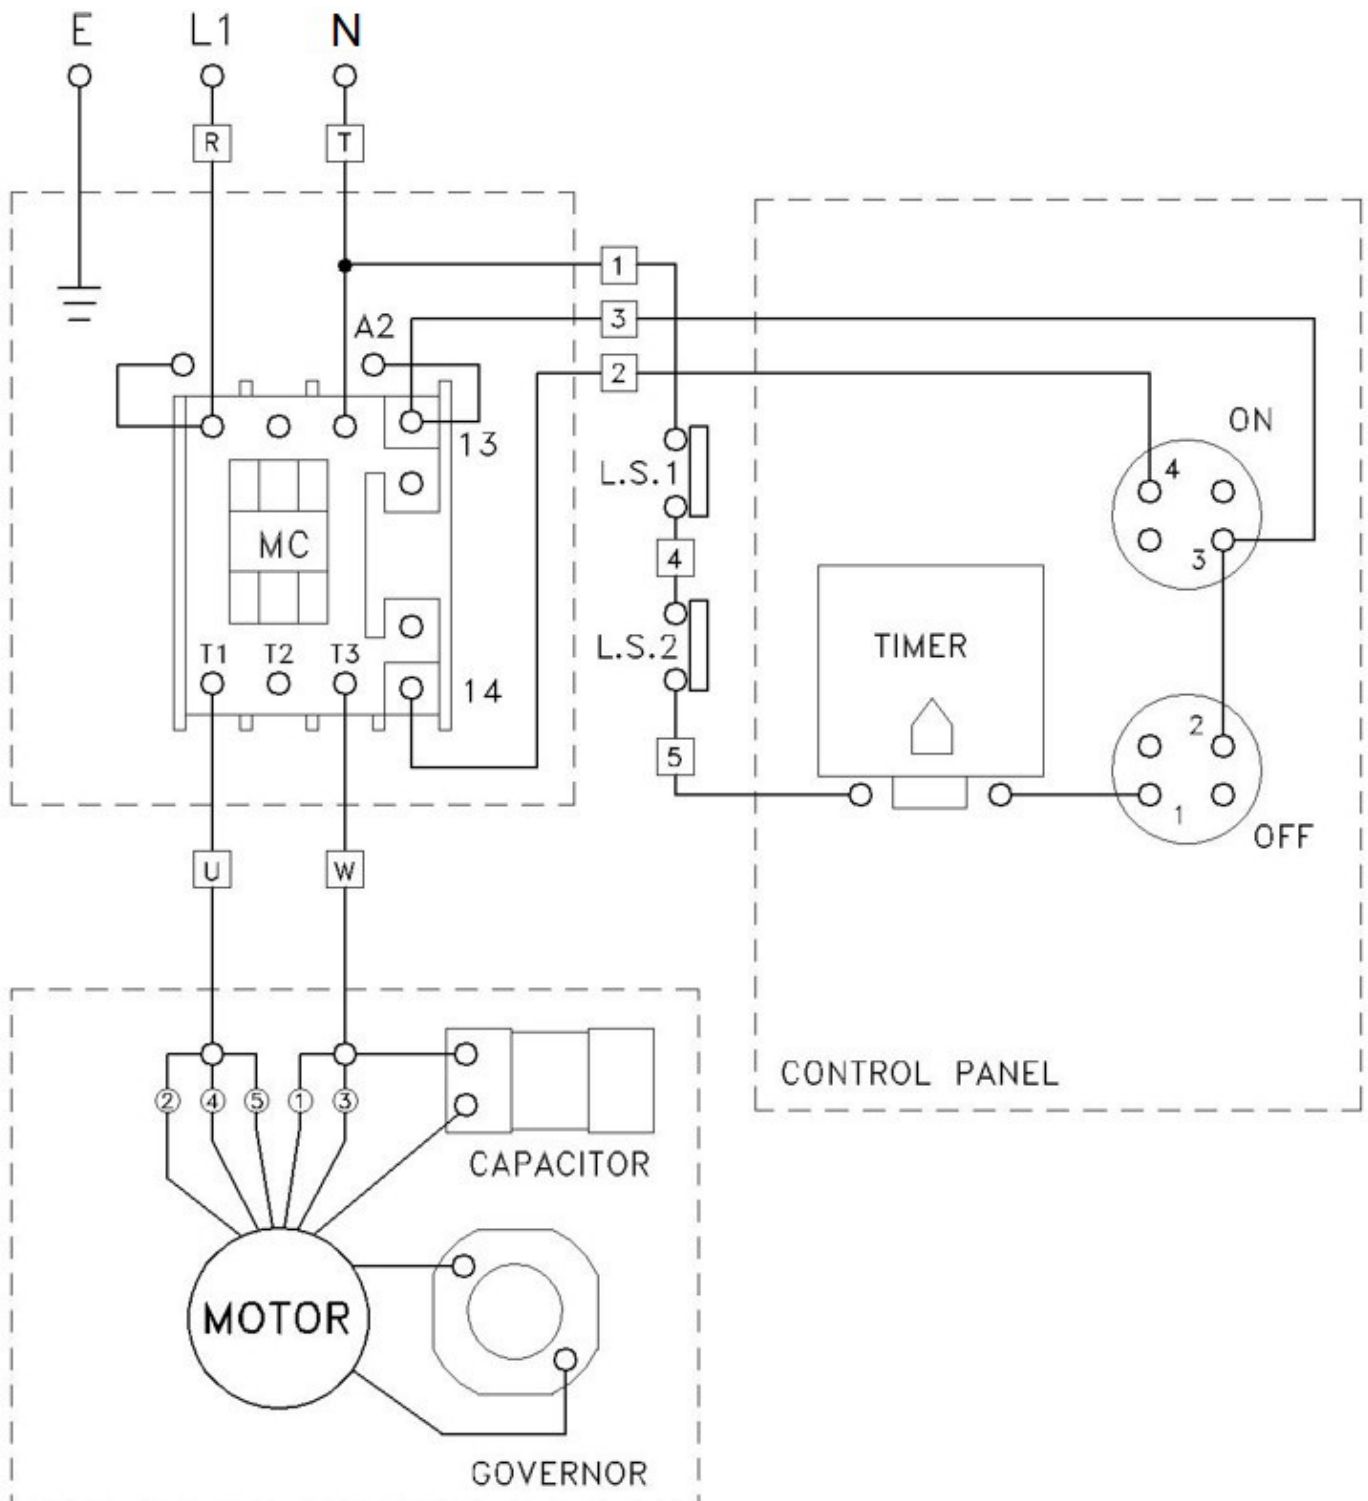 E L1 N
R T
1
3
A2
2
ON
13
4
L.S.1
MC
4
3
TIMER
L.S.2
T1 T2 T3
14
2
5
1
OFF
U W
CONTROL PANEL
2 4 5 1 3
CAPACITOR
MOTOR
GOVERNOR